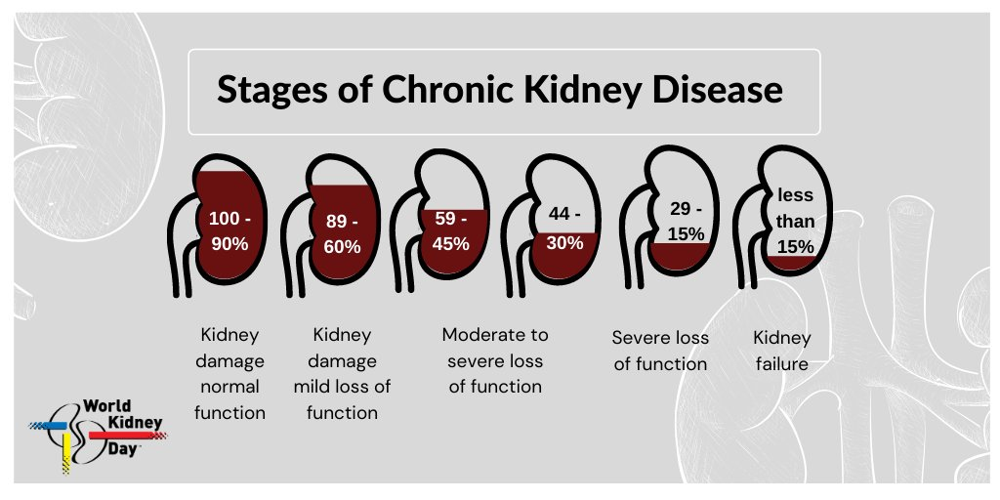 Stages of Chronic Kidney Disease
100 -
90%
89 -
60%
59 -
45%
44 -
30%
29 -
15%
less
than
15%
Kidney
damage
normal
function
Kidney
damage
mild loss of
function
Moderate to
severe loss
of function
Severe loss
of function
Kidney
failure
World
Kidney
Day